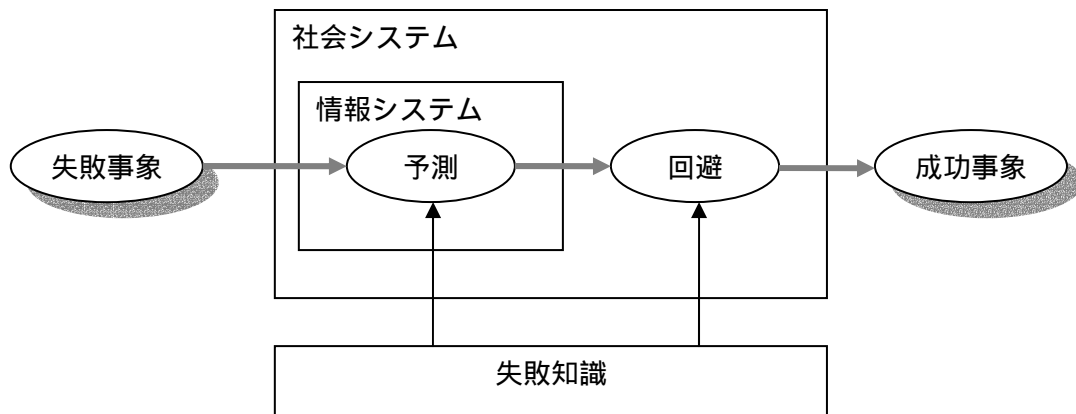 社会システム
情報システム
失敗事象
予測
回避
成功事象
失敗知識